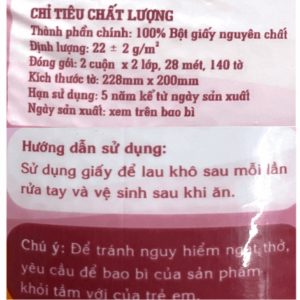 CHỈ TIÊU CHẤT LƯỢNG
Thành phần chính: 100% Bột giấy nguyên chất
Định lượng: 22 ± 2 g/m²
Đóng gói: 2 cuộn x 2 lớp, 28 mét, 140 tờ
Kích thước tờ: 228mm x 200mm
Hạn sử dụng: 5 năm kể từ ngày sản xuất
Ngày sản xuất: xem trên bao bì
Hướng dẫn sử dụng:
Sử dụng giấy để lau khô sau mỗi lần
rửa tay và vệ sinh sau khi ăn.
Chú ý: Để tránh nguy hiểm ngạt thở,
yêu cầu để bao bì của sản phẩm
khỏi tầm với của trẻ em.